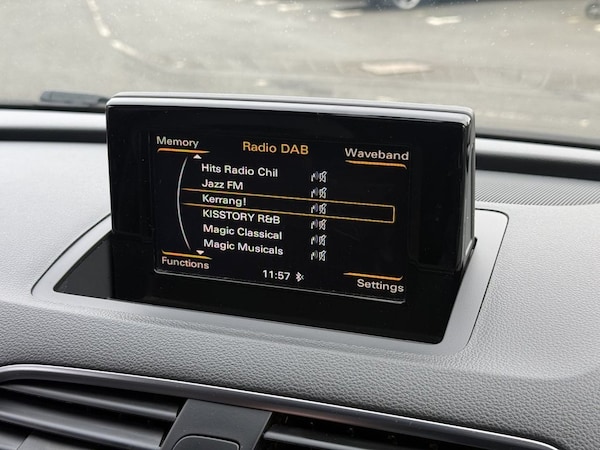 Memory
Radio DAB
Waveband
Hits Radio Chil
Jazz FM
Kerrang!
KISSTORY R&B
Magic Classical
Magic Musicals
Functions
11:57
Settings